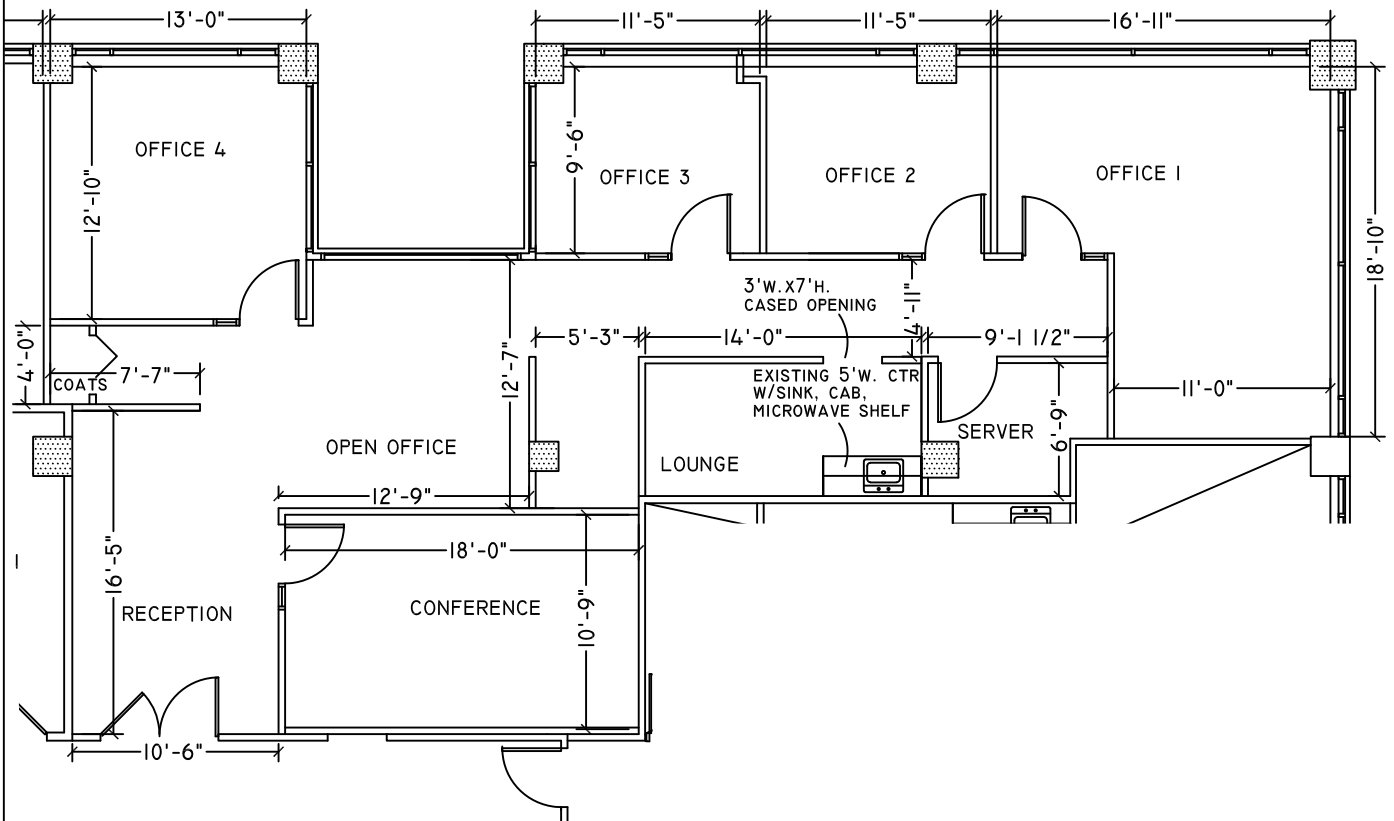 13'-0"
11'-5"
11'-5"
16'-11"
OFFICE 4
12'-10"
9'-6"
OFFICE 3
OFFICE 2
OFFICE 1
18'-10"
3'W.X7'H.
CASED OPENING
4'-11"
4'-0"
COATS
7'-7"
12'-7"
5'-3"
14'-0"
9'-1 1/2"
EXISTING 5'W. CTR
W/SINK, CAB,
MICROWAVE SHELF
11'-0"
OPEN OFFICE
LOUNGE
SERVER
6'-9"
12'-9"
16'-5"
18'-0"
RECEPTION
CONFERENCE
10'-9"
10'-6"